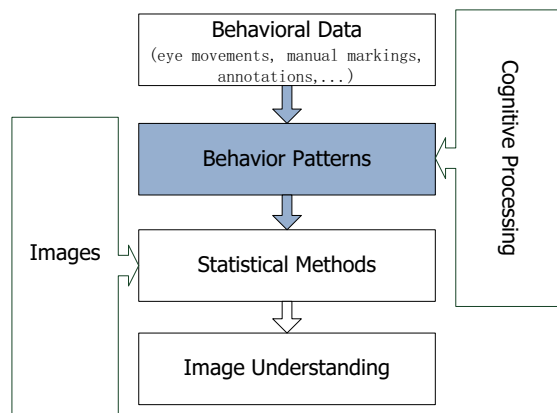 Behavioral Data
(eye movements, manual markings,
annotations,...)
Behavior Patterns
Cognitive Processing
Images
Statistical Methods
Image Understanding